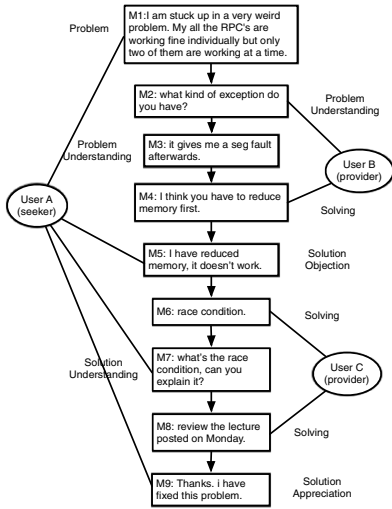 M1: I am stuck up in a very weird
problem. My all the RPC's are
working fine individually but only
two of them are working at a time.
Problem
M2: what kind of exception do
you have?
Problem
Understanding
M3: it gives me a seg fault
afterwards.
Problem
Understanding
User B
(provider)
M4: I think you have to reduce
memory first.
User A
(seeker)
Solving
M5: I have reduced
memory, it doesn't work.
Solution
Objection
M6: race condition.
Solving
M7: what's the race
condition, can you
explain it?
Solution
Understanding
User C
(provider)
M8: review the lecture
posted on Monday.
Solving
M9: Thanks. i have
fixed this problem.
Solution
Appreciation